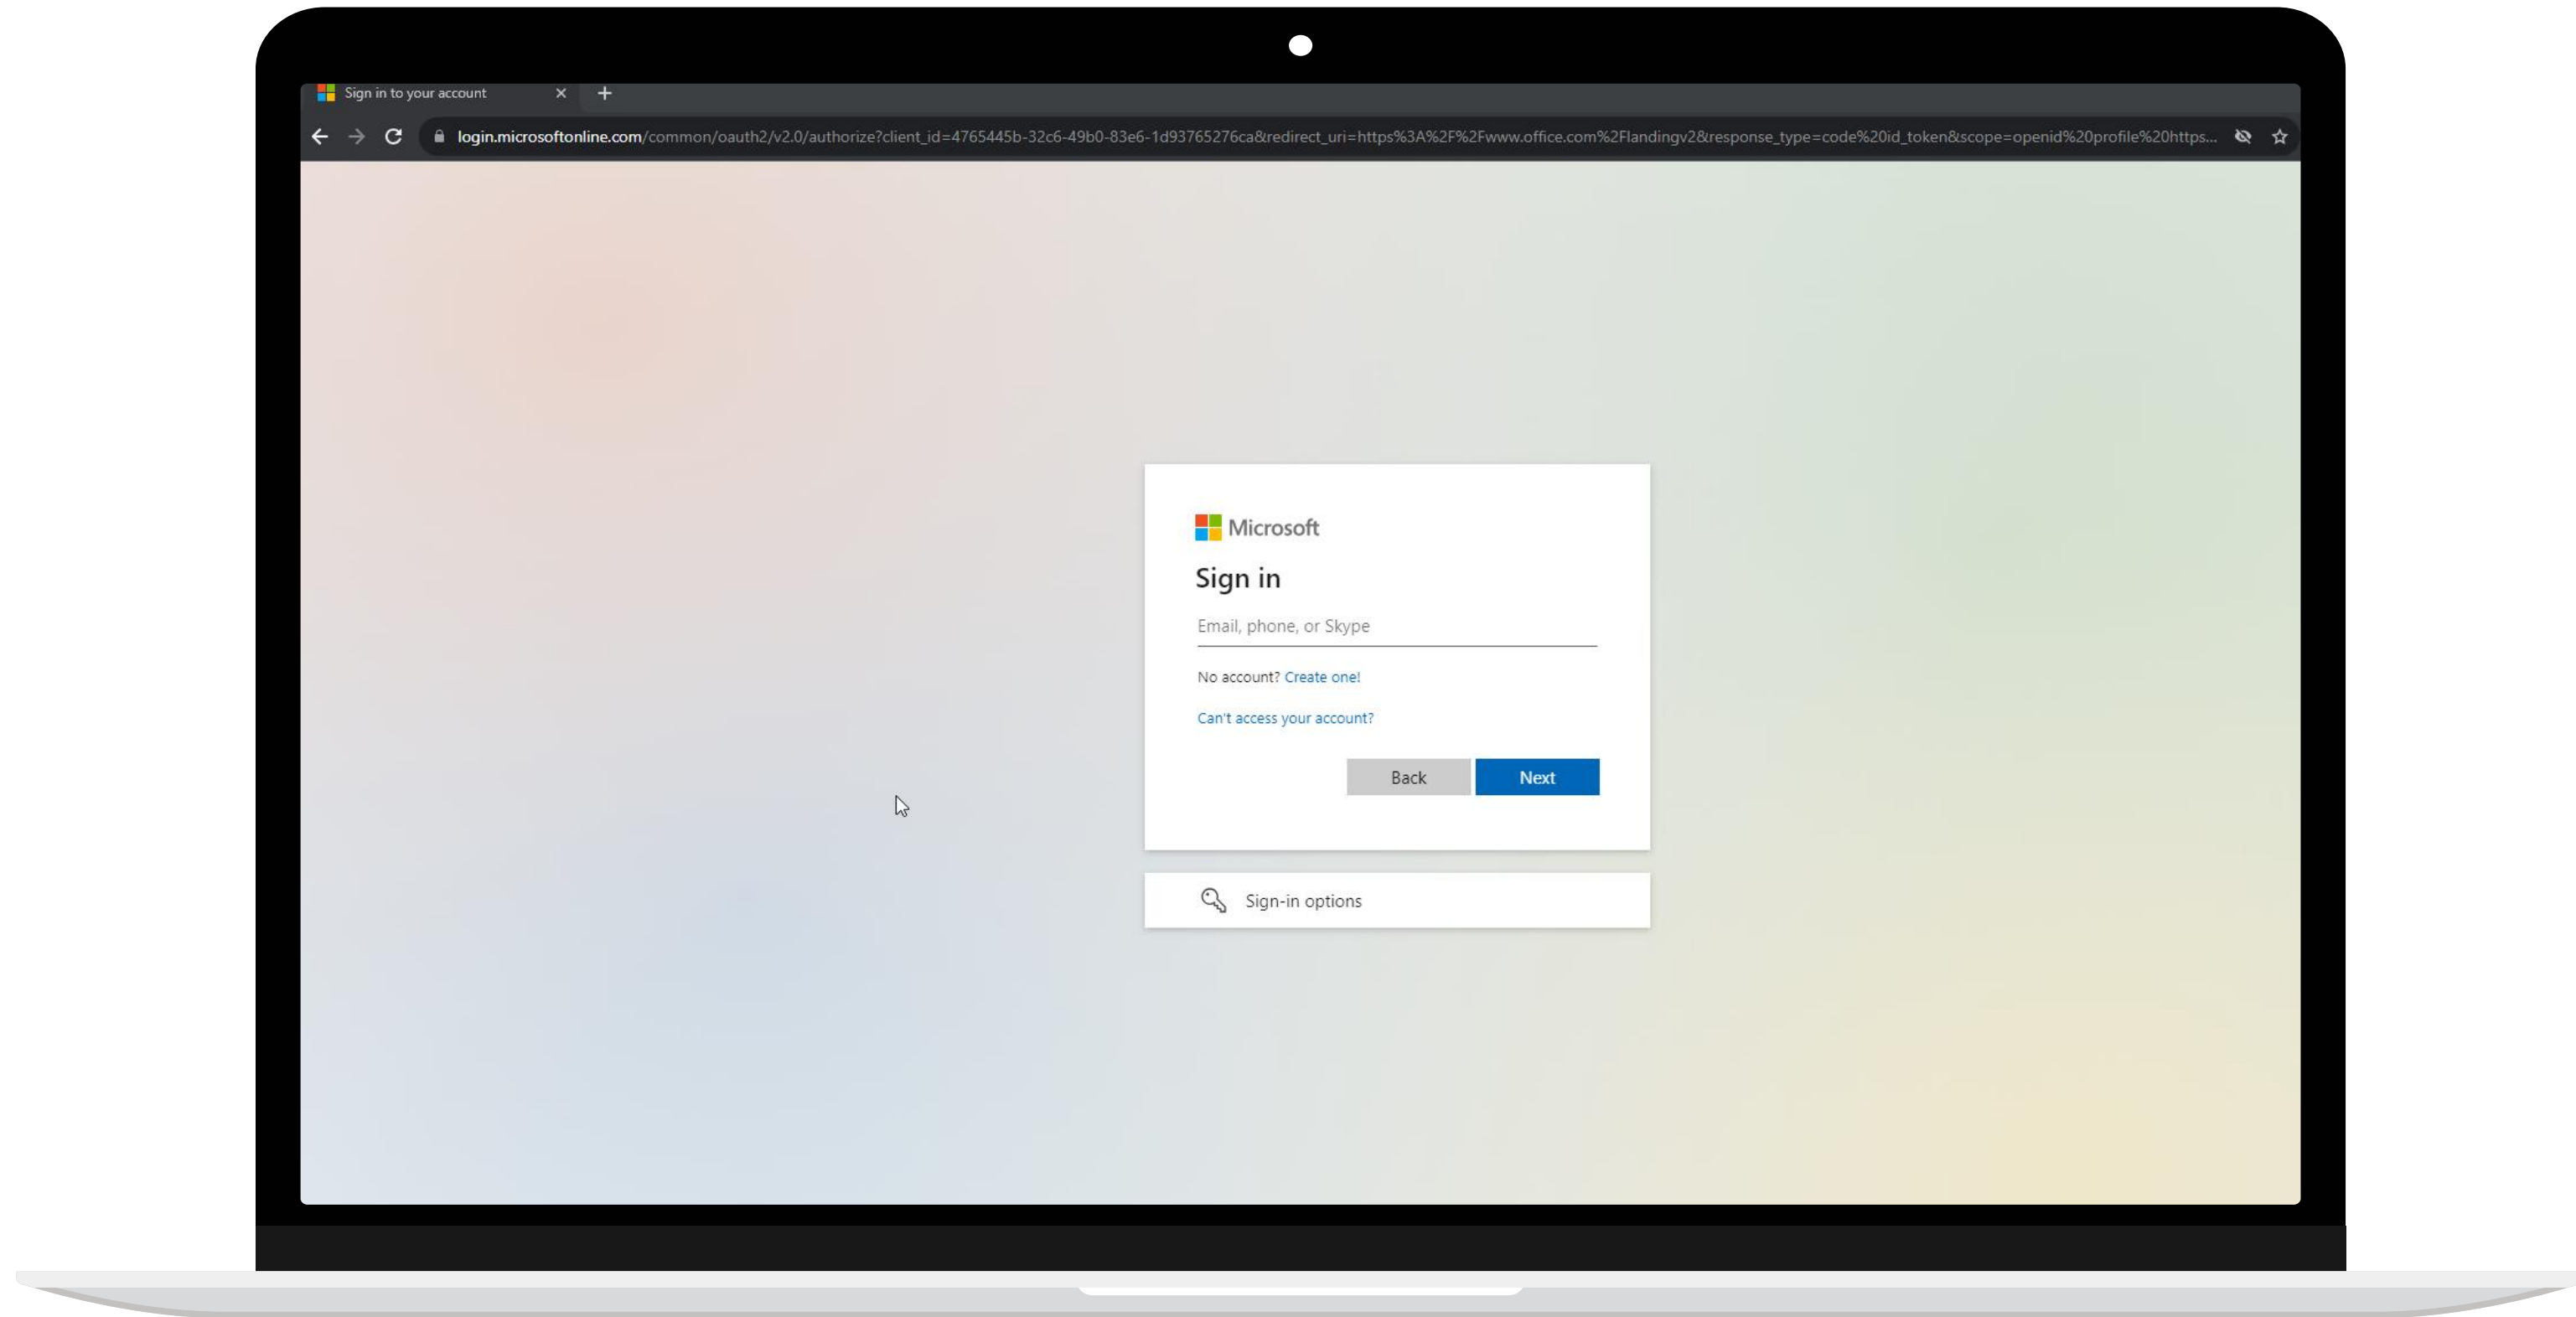 Sign in to your account
login.microsoftonline.com/common/oauth2/v2.0/authorize?client_id=4765445b-32c6-49b0-83e6-1d93765276ca&redirect_uri=https%3A%2F%2Fwww.office.com%2Flandingv2&response_type=code%20id_token&scope=openid%20profile%20https...
Microsoft
Sign in
Email, phone, or Skype
No account? Create one!
Can't access your account?
Back Next
Sign-in options